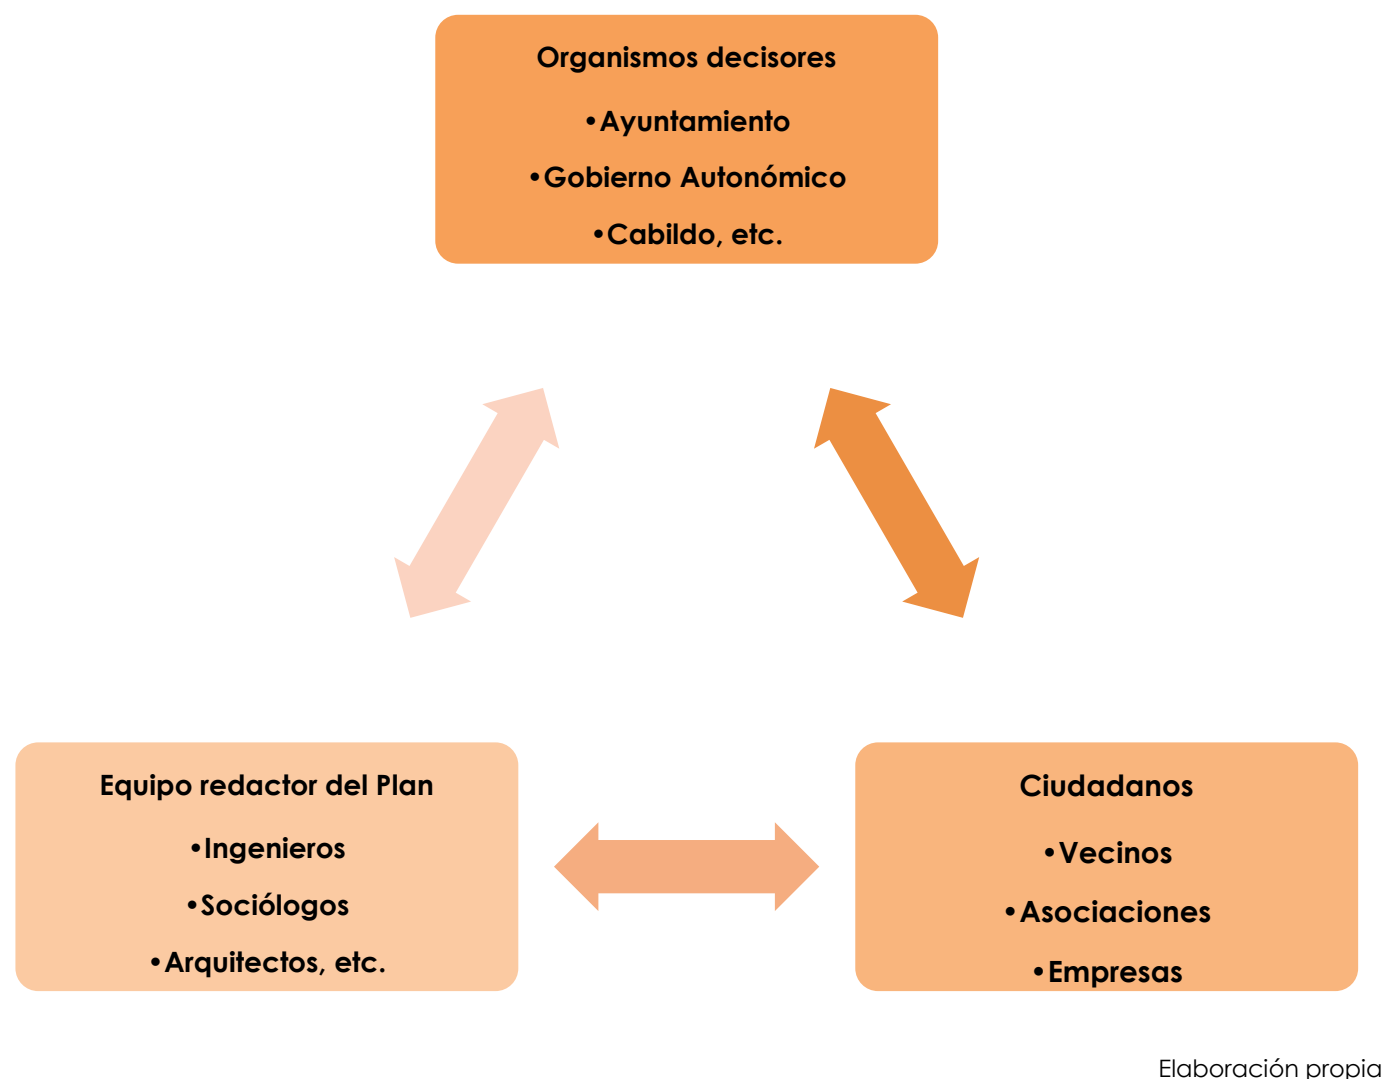 Organismos decisores
•Ayuntamiento
•Gobierno Autonómico
•Cabildo, etc.
Equipo redactor del Plan
•Ingenieros
•Sociólogos
•Arquitectos, etc.
Ciudadanos
•Vecinos
•Asociaciones
•Empresas
Elaboración propia